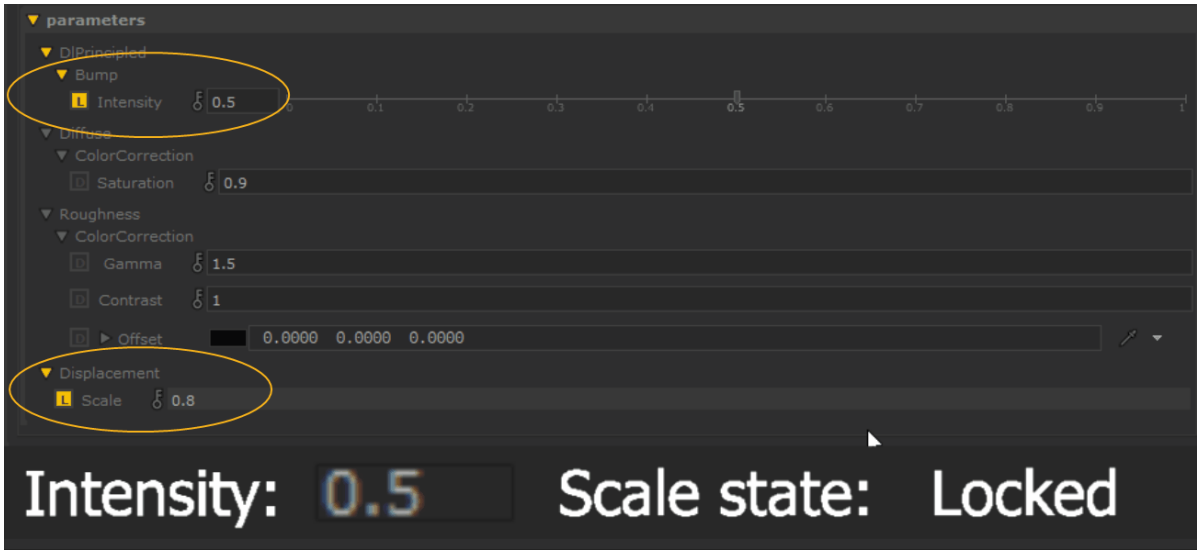 parameters
DlPrincipled
Bump
L Intensity 0.5 0 0.1 0.2 0.3 0.4 0.5 0.6 0.7 0.8 0.9 1
Diffuse
ColorCorrection
D Saturation 0.9
Roughness
ColorCorrection
D Gamma 1.5
D Contrast 1
D Offset 0.0000 0.0000 0.0000
Displacement
L Scale 0.8
Intensity: 0.5 Scale state: Locked